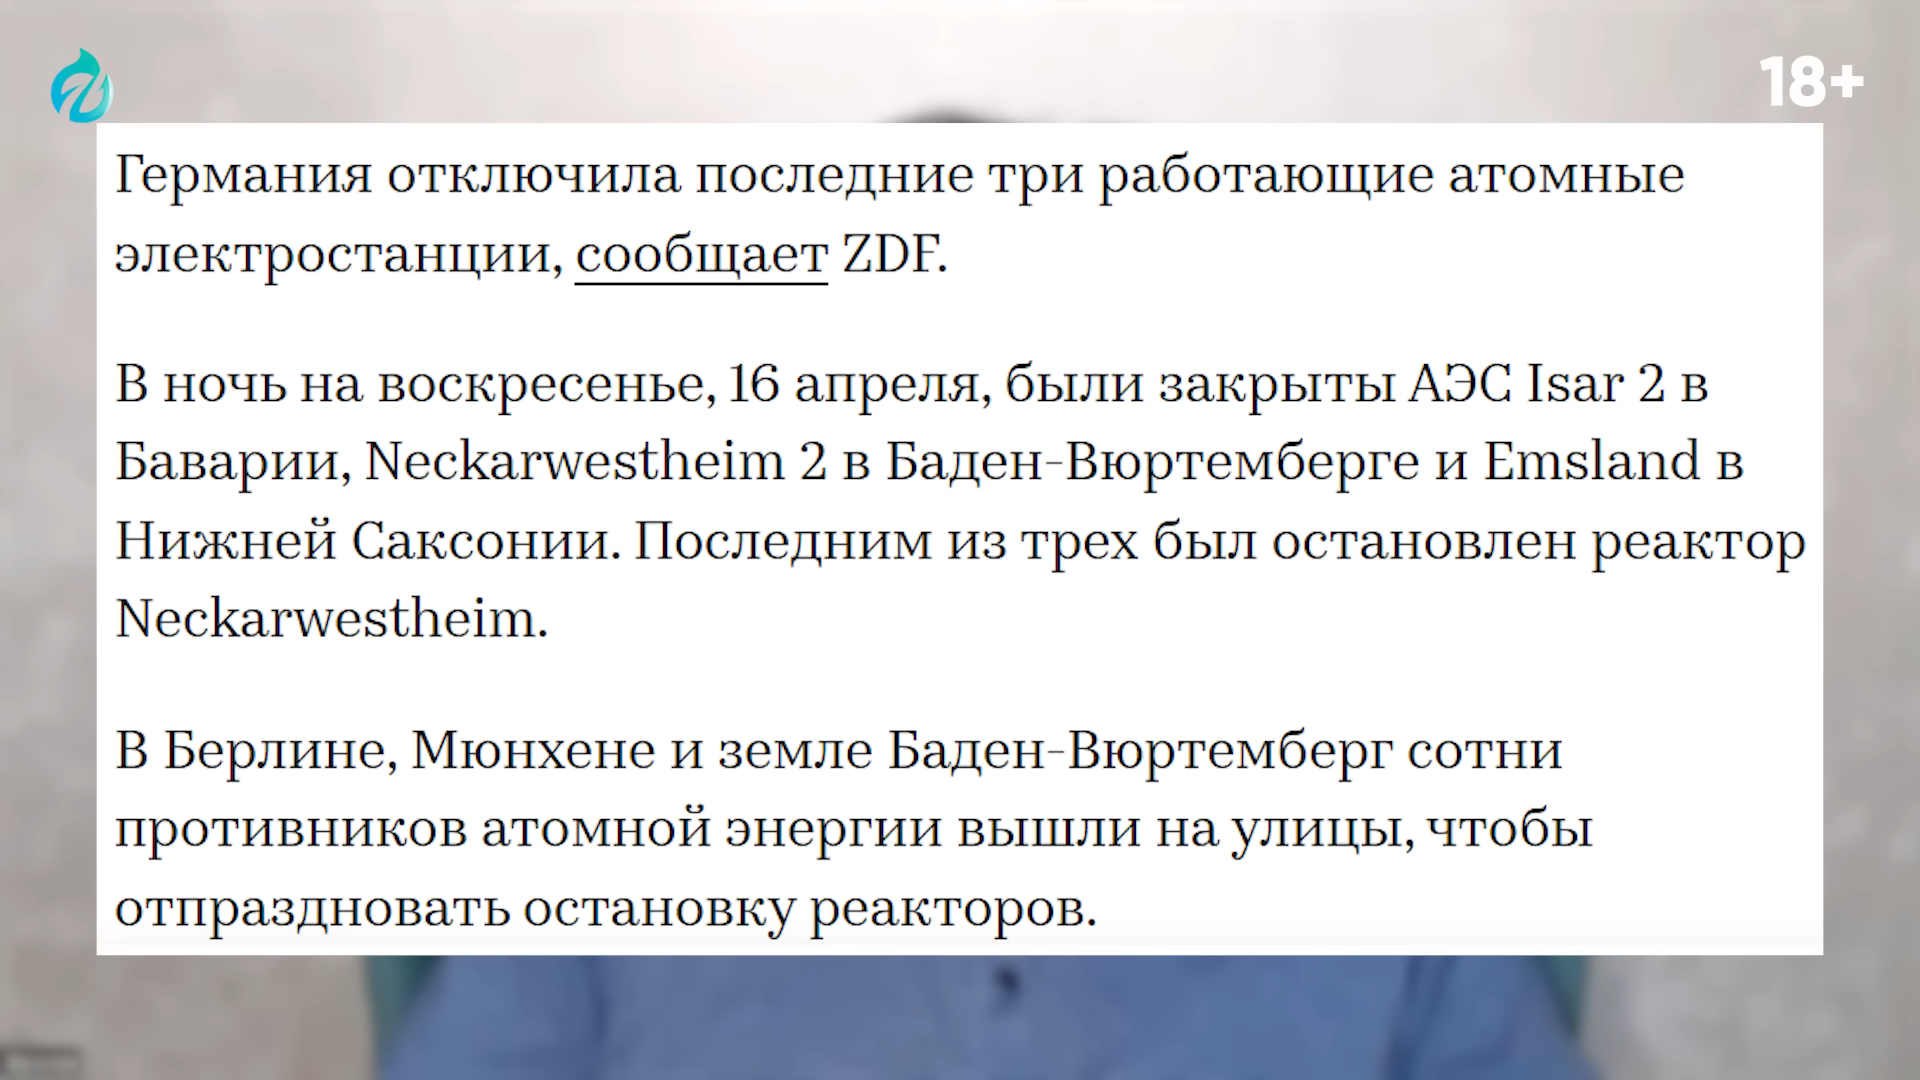 18+
Германия отключила последние три работающие атомные
электростанции, сообщает ZDF.
В ночь на воскресенье, 16 апреля, были закрыты АЭС Isar 2 в
Баварии, Neckarwestheim 2 в Баден-Вюртемберге и Emsland в
Нижней Саксонии. Последним из трех был остановлен реактор
Neckarwestheim.
В Берлине, Мюнхене и земле Баден-Вюртемберг сотни
противников атомной энергии вышли на улицы, чтобы
отпраздновать остановку реакторов.